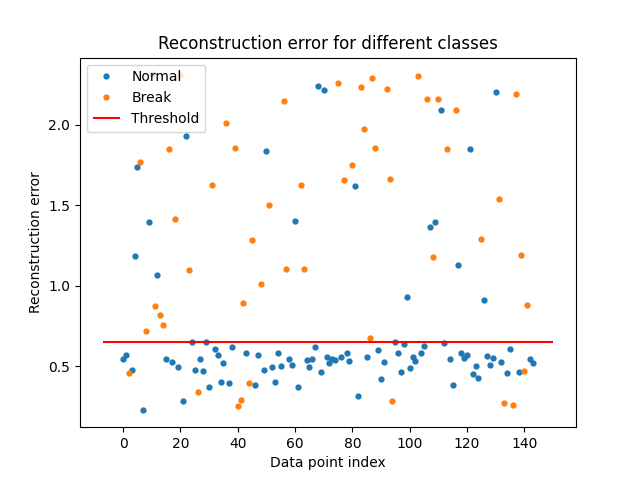 Reconstruction error for different classes
Normal
Break
Threshold
Reconstruction error
2.0
1.5
1.0
0.5
0 20 40 60 80 100 120 140
Data point index